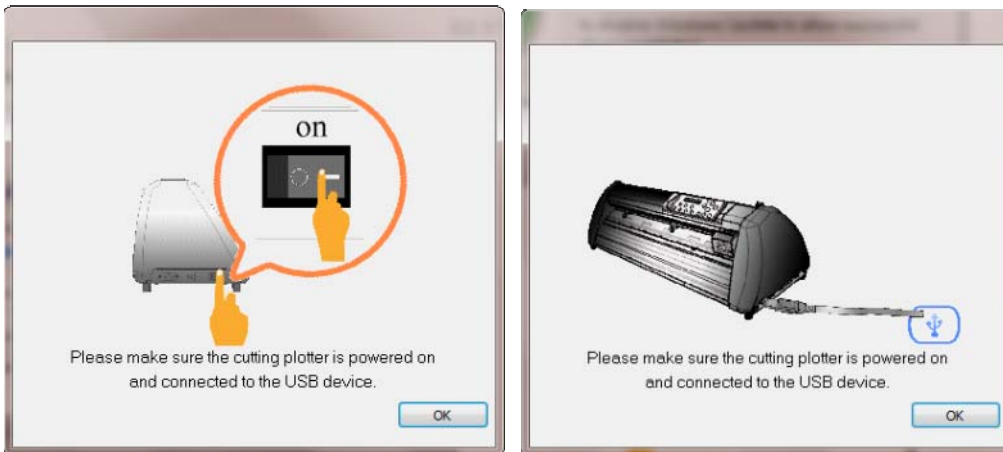 on
Please make sure the cutting plotter is powered on
and connected to the USB device.
OK
Please make sure the cutting plotter is powered on
and connected to the USB device.
OK